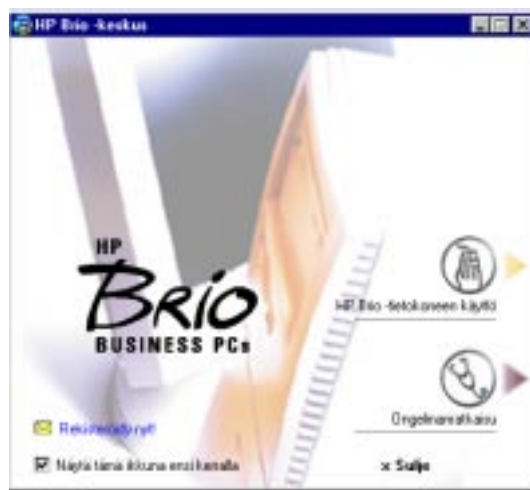 HP Brio -keskus
HP
BRIO
BUSINESS PCs
HP Brio -tietokoneen käyttö
Ongelmanratkaisu
Rekisteröidy nyt!
Näytä tämä ikkuna ensi kerralla
x Sulje